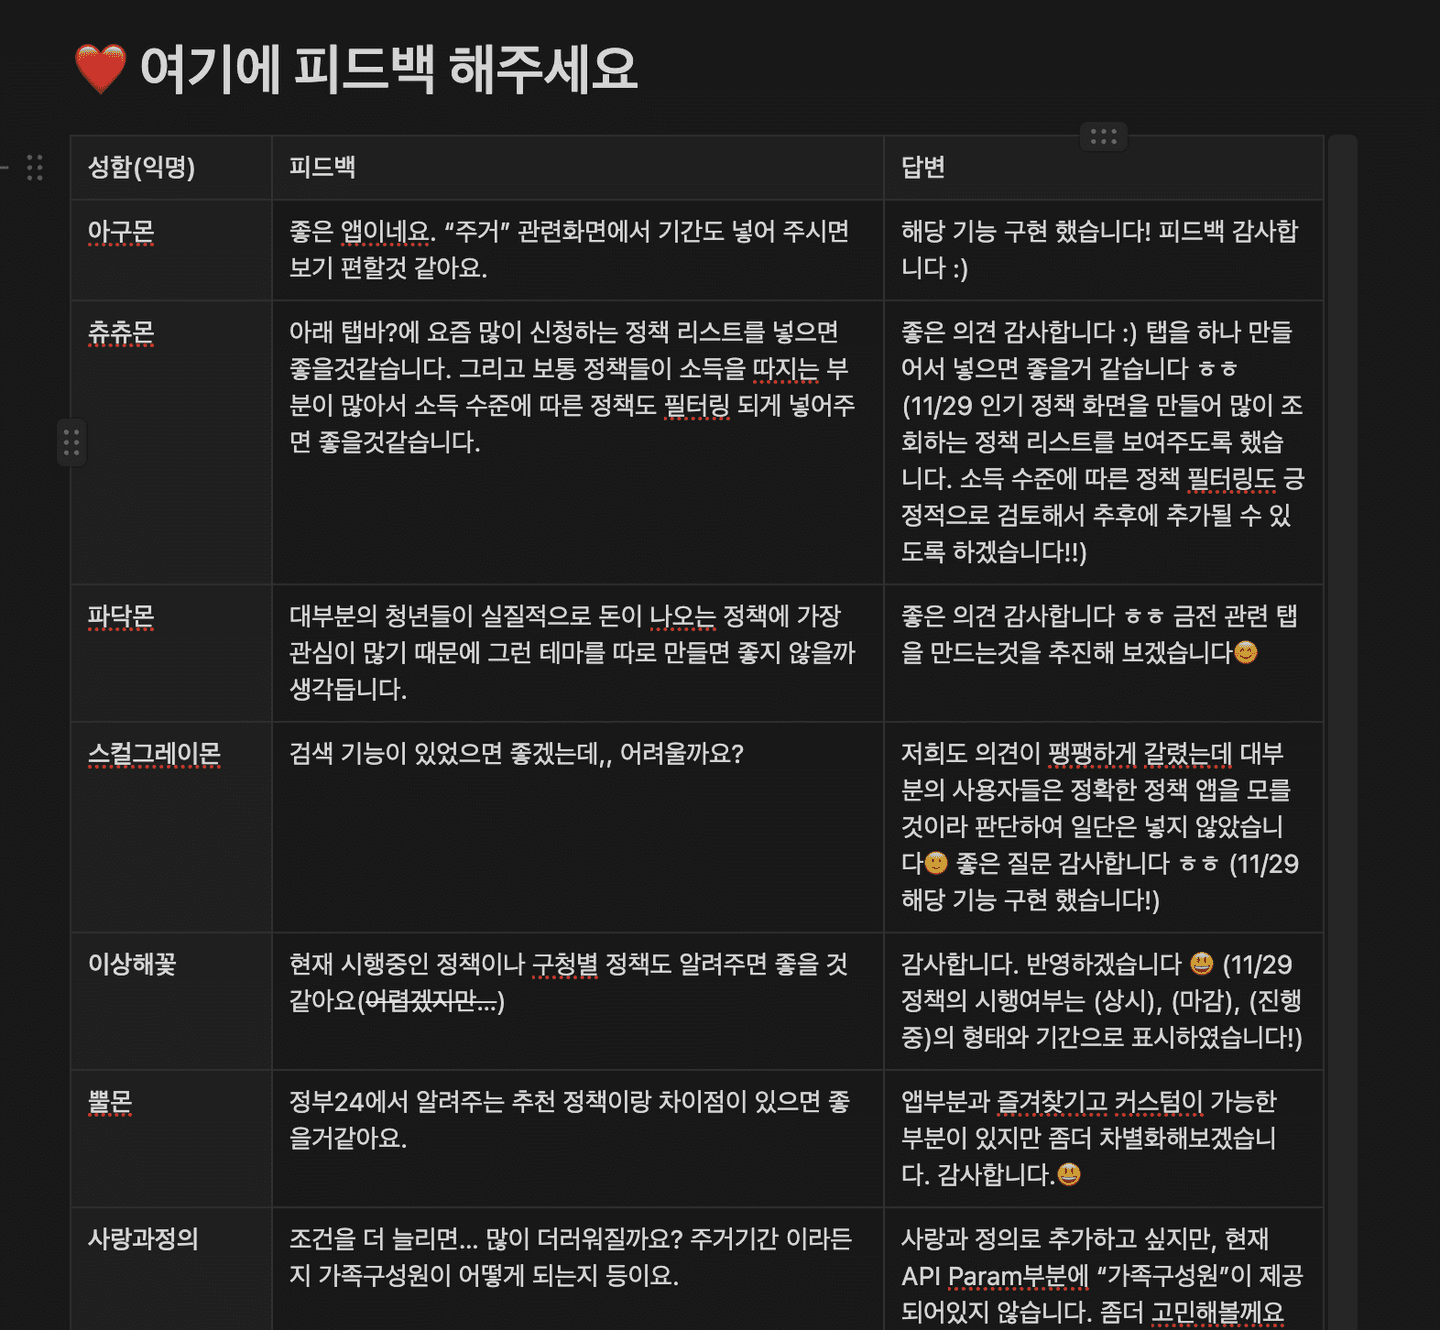 ❤️ 여기에 피드백 해주세요
성함(익명)
피드백
답변
아구몬
좋은 앱이네요. “주거” 관련화면에서 기간도 넣어 주시면
보기 편할것 같아요.
해당 기능 구현 했습니다! 피드백 감사합
니다 :)
츄츄몬
아래 탭바?에 요즘 많이 신청하는 정책 리스트를 넣으면
좋을것같습니다. 그리고 보통 정책들이 소득을 따지는 부
분이 많아서 소득 수준에 따른 정책도 필터링 되게 넣어주
면 좋을것같습니다.
좋은 의견 감사합니다 :) 탭을 하나 만들
어서 넣으면 좋을거 같습니다 ㅎㅎ
(11/29 인기 정책 화면을 만들어 많이 조
회하는 정책 리스트를 보여주도록 했습
니다. 소득 수준에 따른 정책 필터링도 긍
정적으로 검토해서 추후에 추가될 수 있
도록 하겠습니다!!)
파닥몬
대부분의 청년들이 실질적으로 돈이 나오는 정책에 가장
관심이 많기 때문에 그런 테마를 따로 만들면 좋지 않을까
생각듭니다.
좋은 의견 감사합니다 ㅎㅎ 금전 관련 탭
을 만드는것을 추진해 보겠습니다😊
스컬그레이몬
검색 기능이 있었으면 좋겠는데,, 어려울까요?
저희도 의견이 팽팽하게 갈렸는데 대부
분의 사용자들은 정확한 정책 앱을 모를
것이라 판단하여 일단은 넣지 않았습니
다🙂 좋은 질문 감사합니다 ㅎㅎ (11/29
해당 기능 구현 했습니다!)
이상해꽃
현재 시행중인 정책이나 구청별 정책도 알려주면 좋을 것
같아요(어렵겠지만...)
감사합니다. 반영하겠습니다 😃 (11/29
정책의 시행여부는 (상시), (마감), (진행
중)의 형태와 기간으로 표시하였습니다!)
뿔몬
정부24에서 알려주는 추천 정책이랑 차이점이 있으면 좋
을거같아요.
앱부분과 즐겨찾기고 커스텀이 가능한
부분이 있지만 좀더 차별화해보겠습니
다. 감사합니다.😃
사랑과정의
조건을 더 늘리면... 많이 더러워질까요? 주거기간 이라든
지 가족구성원이 어떻게 되는지 등이요.
사랑과 정의로 추가하고 싶지만, 현재
API Param부분에 “가족구성원”이 제공
되어있지 않습니다. 좀더 고민해볼께요